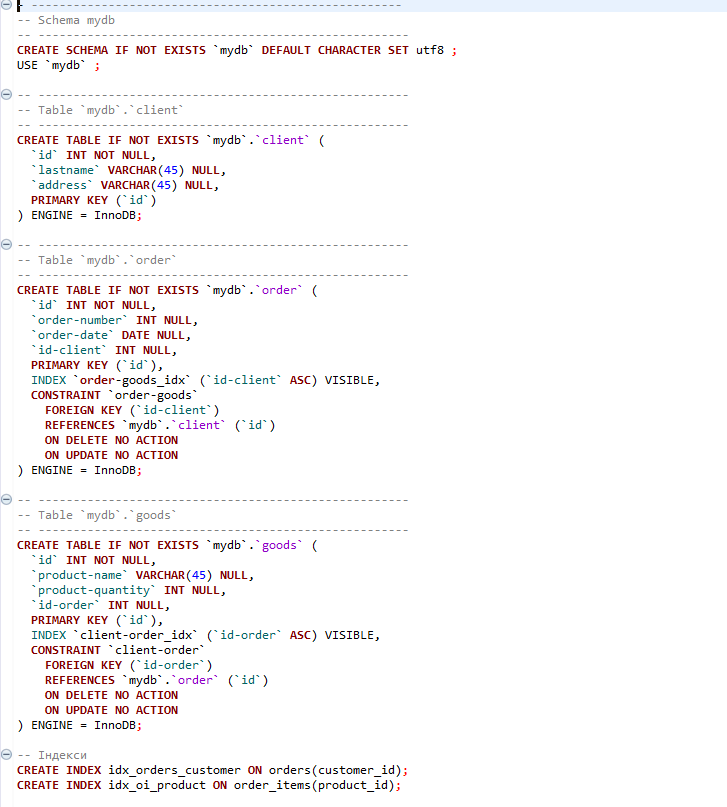 - -----------------------------------------------------
-- Schema mydb
-- -----------------------------------------------------
CREATE SCHEMA IF NOT EXISTS `mydb` DEFAULT CHARACTER SET utf8 ;
USE `mydb` ;
-- -----------------------------------------------------
-- Table `mydb`.`client`
-- -----------------------------------------------------
CREATE TABLE IF NOT EXISTS `mydb`.`client` (
`id` INT NOT NULL,
`lastname` VARCHAR(45) NULL,
`address` VARCHAR(45) NULL,
PRIMARY KEY (`id`)
) ENGINE = InnoDB;
-- -----------------------------------------------------
-- Table `mydb`.`order`
-- -----------------------------------------------------
CREATE TABLE IF NOT EXISTS `mydb`.`order` (
`id` INT NOT NULL,
`order-number` INT NULL,
`order-date` DATE NULL,
`id-client` INT NULL,
PRIMARY KEY (`id`),
INDEX `order-goods_idx` (`id-client` ASC) VISIBLE,
CONSTRAINT `order-goods`
FOREIGN KEY (`id-client`)
REFERENCES `mydb`.`client` (`id`)
ON DELETE NO ACTION
ON UPDATE NO ACTION
) ENGINE = InnoDB;
-- -----------------------------------------------------
-- Table `mydb`.`goods`
-- -----------------------------------------------------
CREATE TABLE IF NOT EXISTS `mydb`.`goods` (
`id` INT NOT NULL,
`product-name` VARCHAR(45) NULL,
`product-quantity` INT NULL,
`id-order` INT NULL,
PRIMARY KEY (`id`),
INDEX `client-order_idx` (`id-order` ASC) VISIBLE,
CONSTRAINT `client-order`
FOREIGN KEY (`id-order`)
REFERENCES `mydb`.`order` (`id`)
ON DELETE NO ACTION
ON UPDATE NO ACTION
) ENGINE = InnoDB;
-- Індекси
CREATE INDEX idx_orders_customer ON orders(customer_id);
CREATE INDEX idx_oi_product ON order_items(product_id);